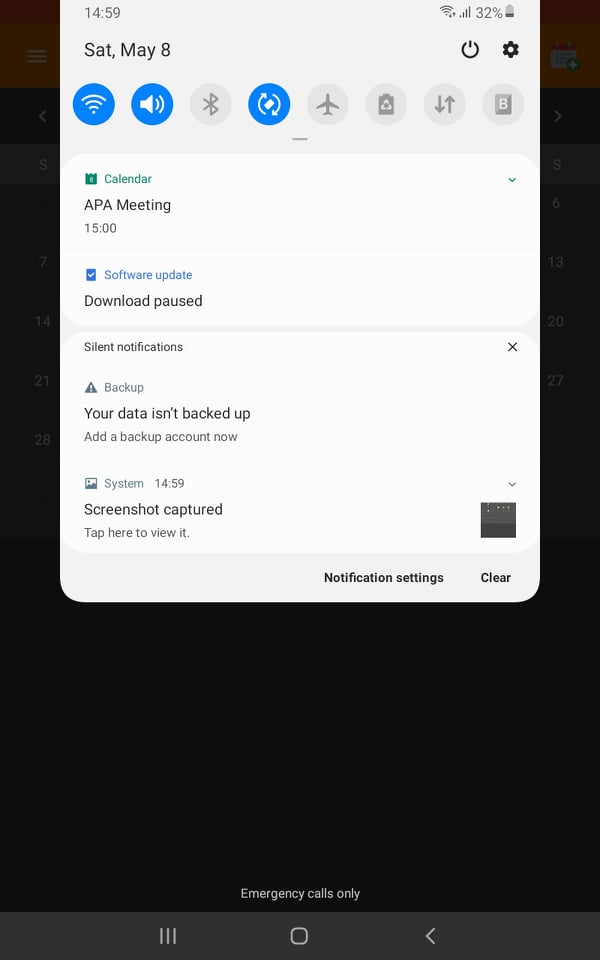 14:59
32%
Sat, May 8
B
S
S
Calendar
APA Meeting
15:00
6
Software update
Download paused
7
13
14
20
Silent notifications
Backup
21
27
Your data isn’t backed up
Add a backup account now
28
System 14:59
Screenshot captured
Tap here to view it.
Notification settings
Clear
Emergency calls only